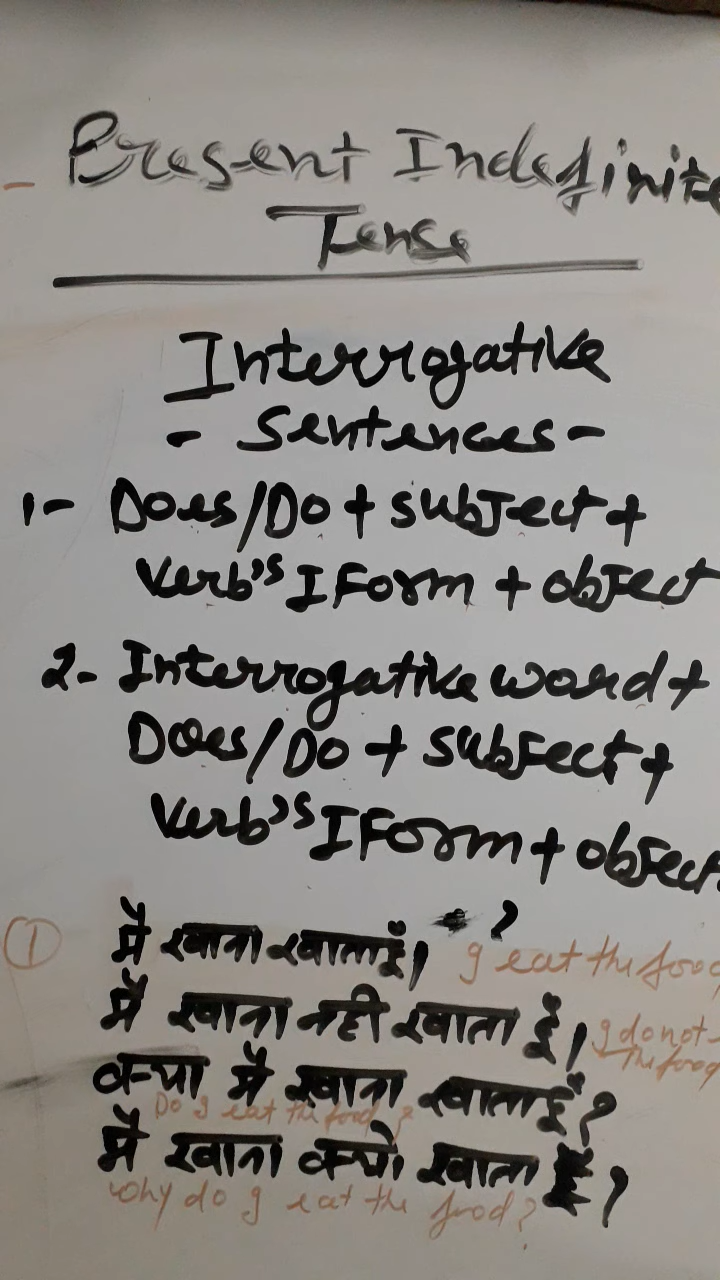 Present Indefinite
Tense
Interrogative
- Sentences -
1- Does/Do + subject +
Verb's I Form + object
2- Interrogative word +
Does/Do + subject +
Verb's I Form + object
① मै खाना खाता हूँ। ? I eat the food
मै खाना नही खाता हूँ। I do not
the food
क्या मै खाना खाता हूँ?
Do I eat the food?
मै खाना क्यो खाता हूँ?
Why do I eat the food?